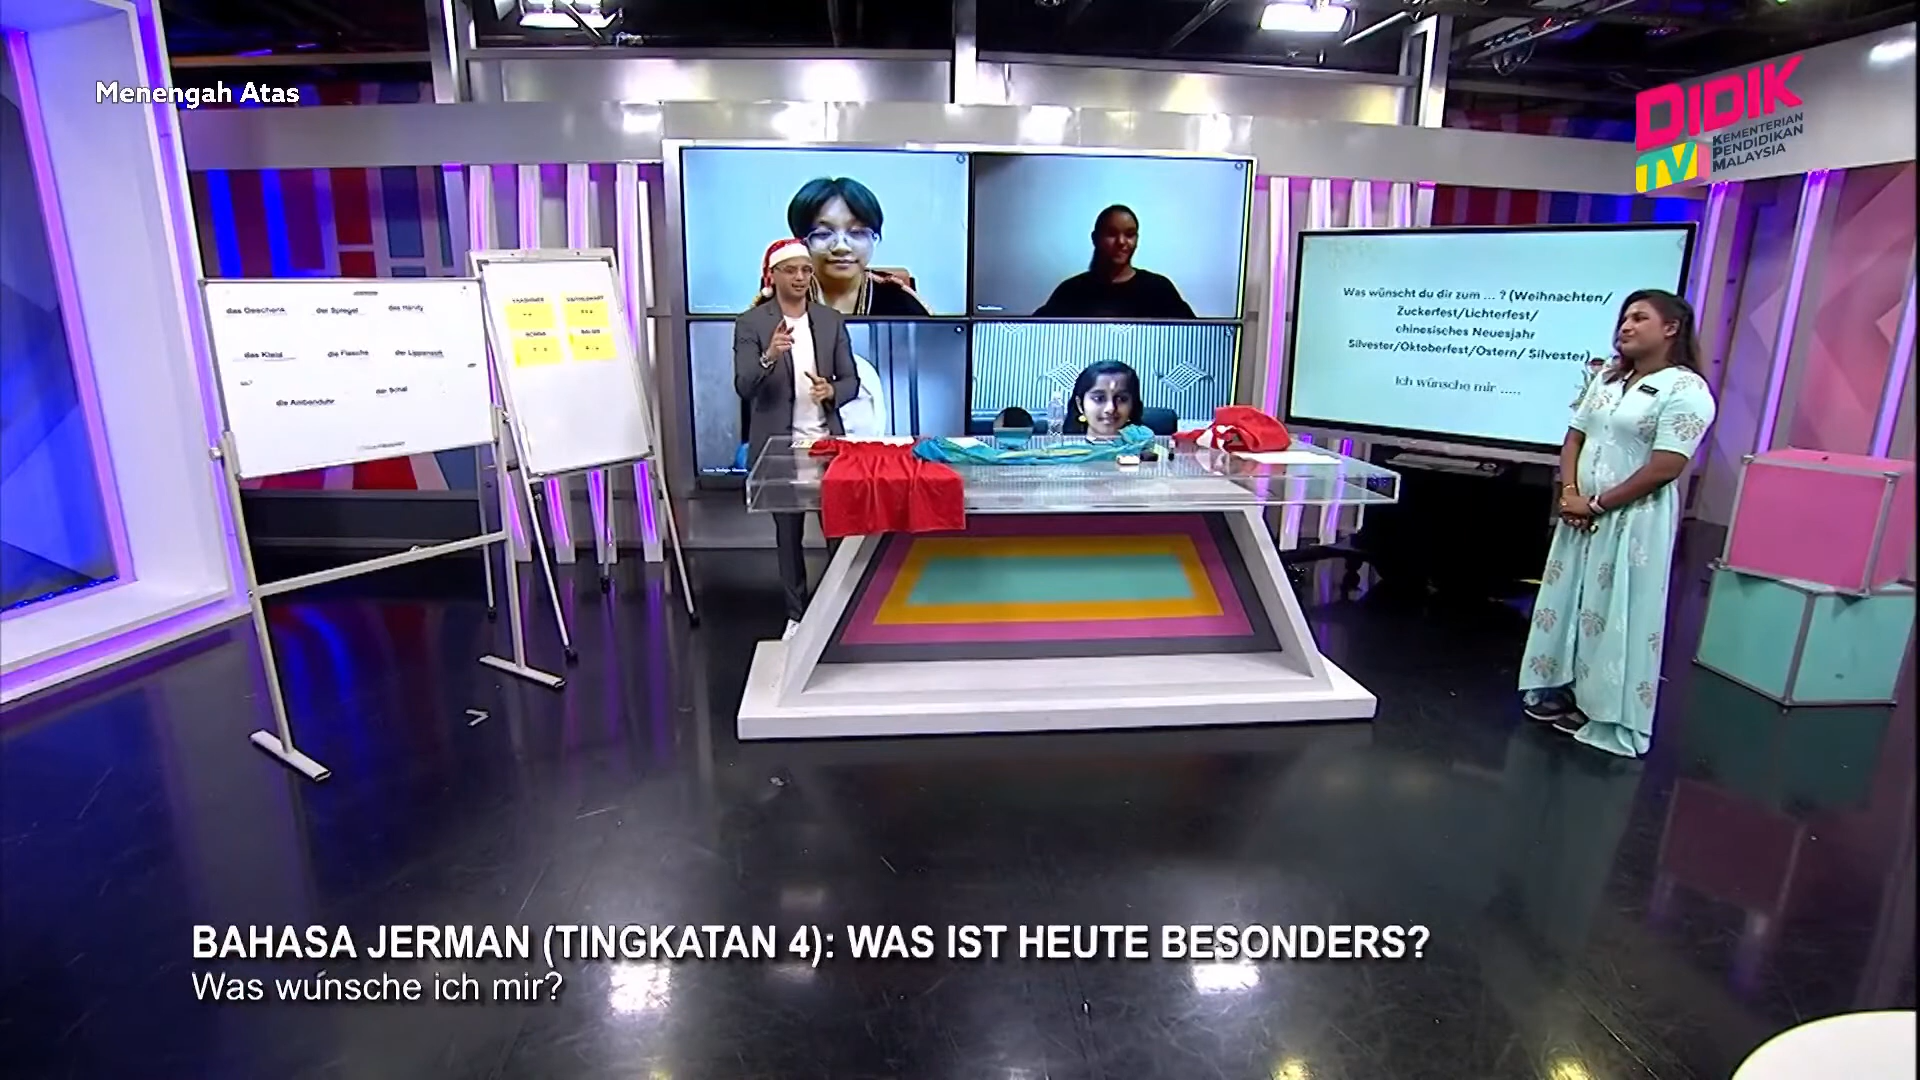 Menengah Atas
DIDIK
TV
KEMENTERIAN
PENDIDIKAN
MALAYSIA
das Geschenk der Spiegel das Handy
das Kleid die Flasche der Lippenstift
der Schal
die Armbanduhr
Was wünscht du dir zum ... ? (Weihnachten/
Zuckerfest/Lichterfest/
chinesisches Neuesjahr
Silvester/Oktoberfest/Ostern/ Silvester)
Ich wünsche mir .....
BAHASA JERMAN (TINGKATAN 4): WAS IST HEUTE BESONDERS?
Was wúnsche ich mir?